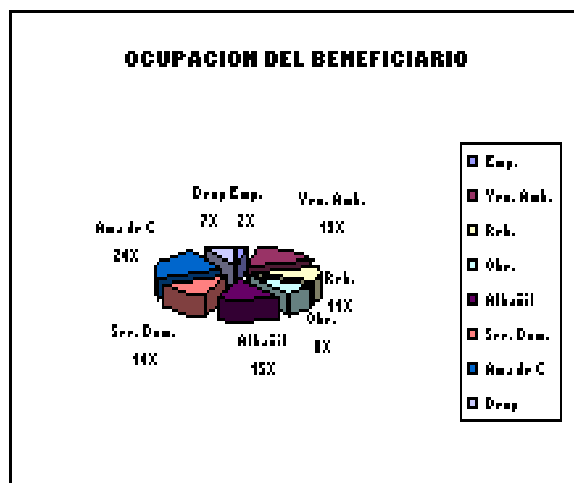 OCUPACION DEL BENEFICIARIO
Desp Emp. Ven. Amb.
7% 2% 19%
Ama de C
24%
Reb.
11%
Obr.
8%
Albañil
15%
Ser. Dom.
14%
Emp.
Ven. Amb.
Reb.
Obr.
Albañil
Ser. Dom.
Ama de C
Desp